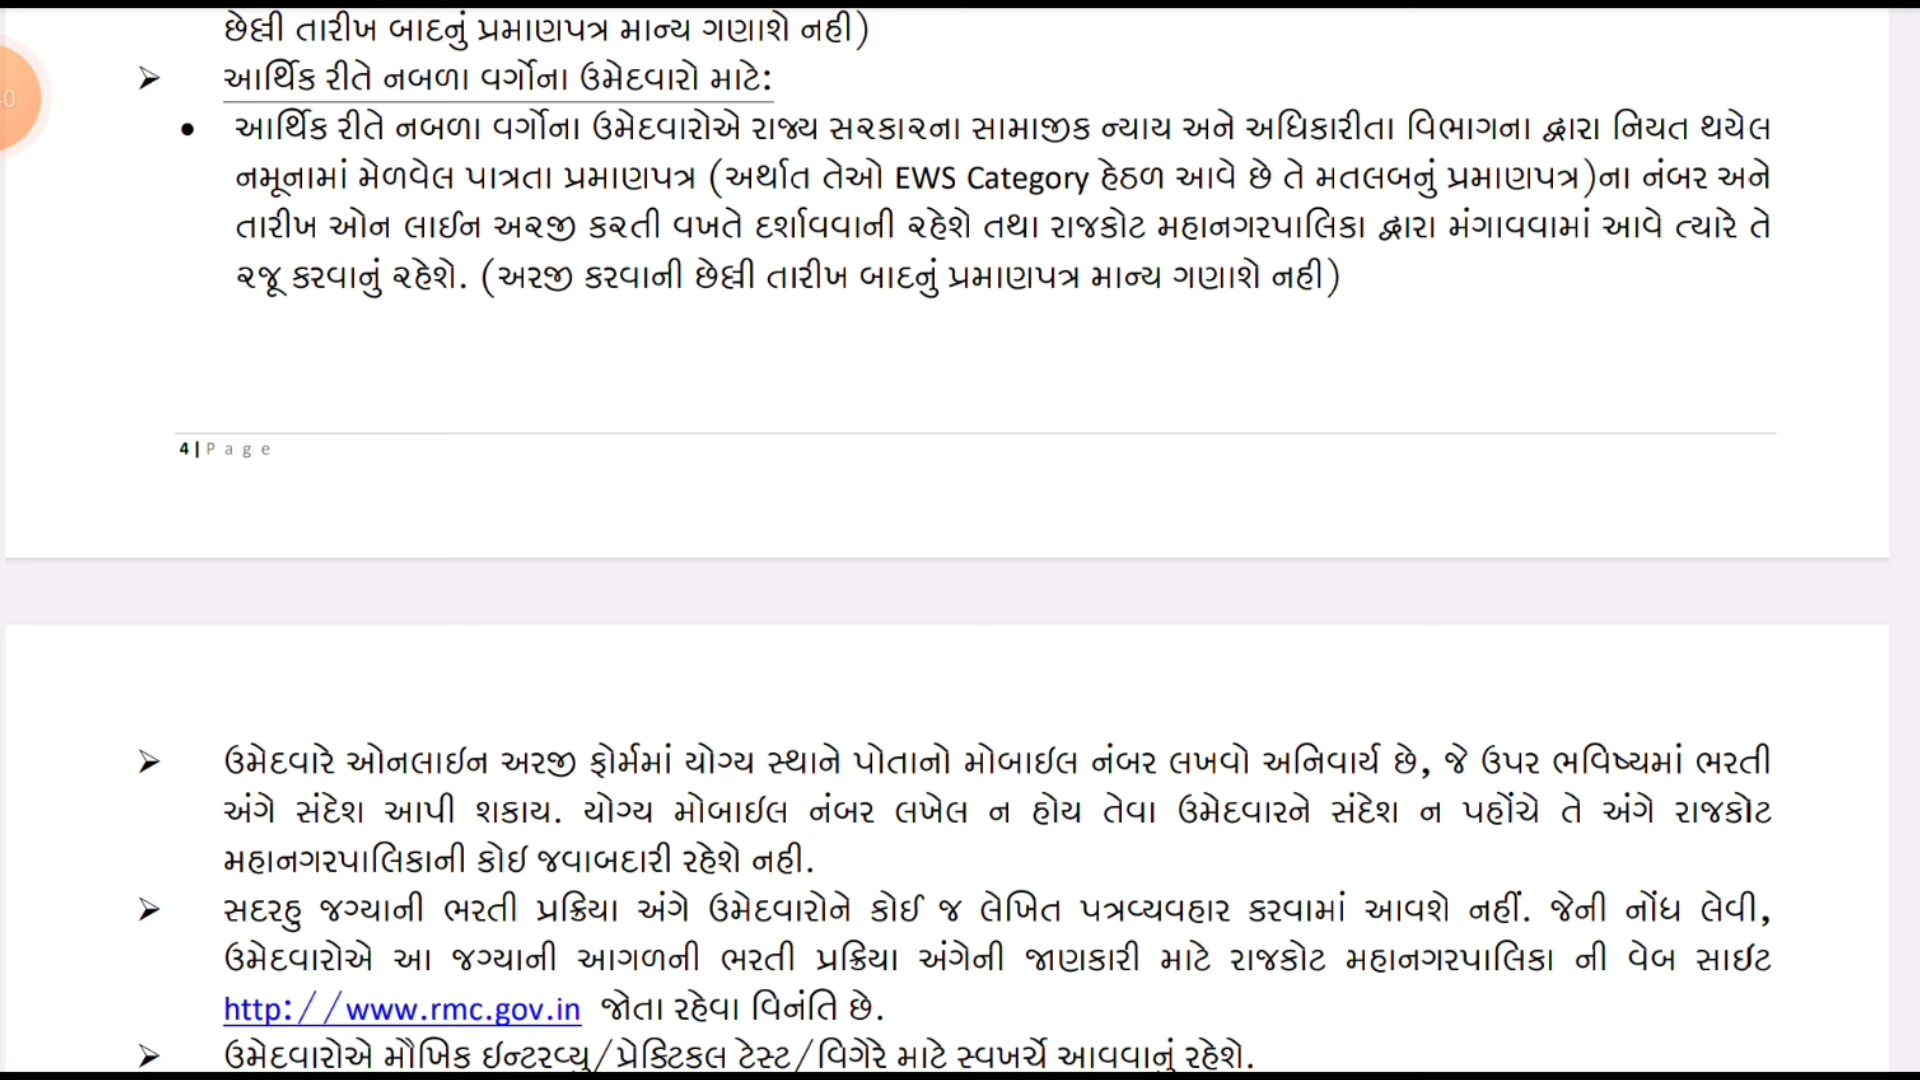 છેલ્લી તારીખ બાદનું પ્રમાણપત્ર માન્ય ગણાશે નહી)
➢ આર્થિક રીતે નબળા વર્ગોના ઉમેદવારો માટે:
• આર્થિક રીતે નબળા વર્ગોના ઉમેદવારોએ રાજ્ય સરકારના સામાજીક ન્યાય અને અધિકારીતા વિભાગના દ્વારા નિયત થયેલ
નમૂનામાં મેળવેલ પાત્રતા પ્રમાણપત્ર (અર્થાત તેઓ EWS Category હેઠળ આવે છે તે મતલબનું પ્રમાણપત્ર)ના નંબર અને
તારીખ ઓન લાઈન અરજી કરતી વખતે દર્શાવવાની રહેશે તથા રાજકોટ મહાનગરપાલિકા દ્વારા મંગાવવામાં આવે ત્યારે તે
રજૂ કરવાનું રહેશે. (અરજી કરવાની છેલ્લી તારીખ બાદનું પ્રમાણપત્ર માન્ય ગણાશે નહી)
4 | P a g e
➢ ઉમેદવારે ઓનલાઈન અરજી ફોર્મમાં યોગ્ય સ્થાને પોતાનો મોબાઈલ નંબર લખવો અનિવાર્ય છે, જે ઉપર ભવિષ્યમાં ભરતી
અંગે સંદેશ આપી શકાય. યોગ્ય મોબાઈલ નંબર લખેલ ન હોય તેવા ઉમેદવારને સંદેશ ન પહોંચે તે અંગે રાજકોટ
મહાનગરપાલિકાની કોઈ જવાબદારી રહેશે નહી.
➢ સદરહુ જગ્યાની ભરતી પ્રક્રિયા અંગે ઉમેદવારોને કોઈ જ લેખિત પત્રવ્યવહાર કરવામાં આવશે નહીં. જેની નોંધ લેવી,
ઉમેદવારોએ આ જગ્યાની આગળની ભરતી પ્રક્રિયા અંગેની જાણકારી માટે રાજકોટ મહાનગરપાલિકા ની વેબ સાઈટ
http://www.rmc.gov.in જોતા રહેવા વિનંતિ છે.
➢ ઉમેદવારોએ મૌખિક ઈન્ટરવ્યુ/પ્રેક્ટિકલ ટેસ્ટ/વિગેરે માટે સ્વખર્ચે આવવાનું રહેશે.